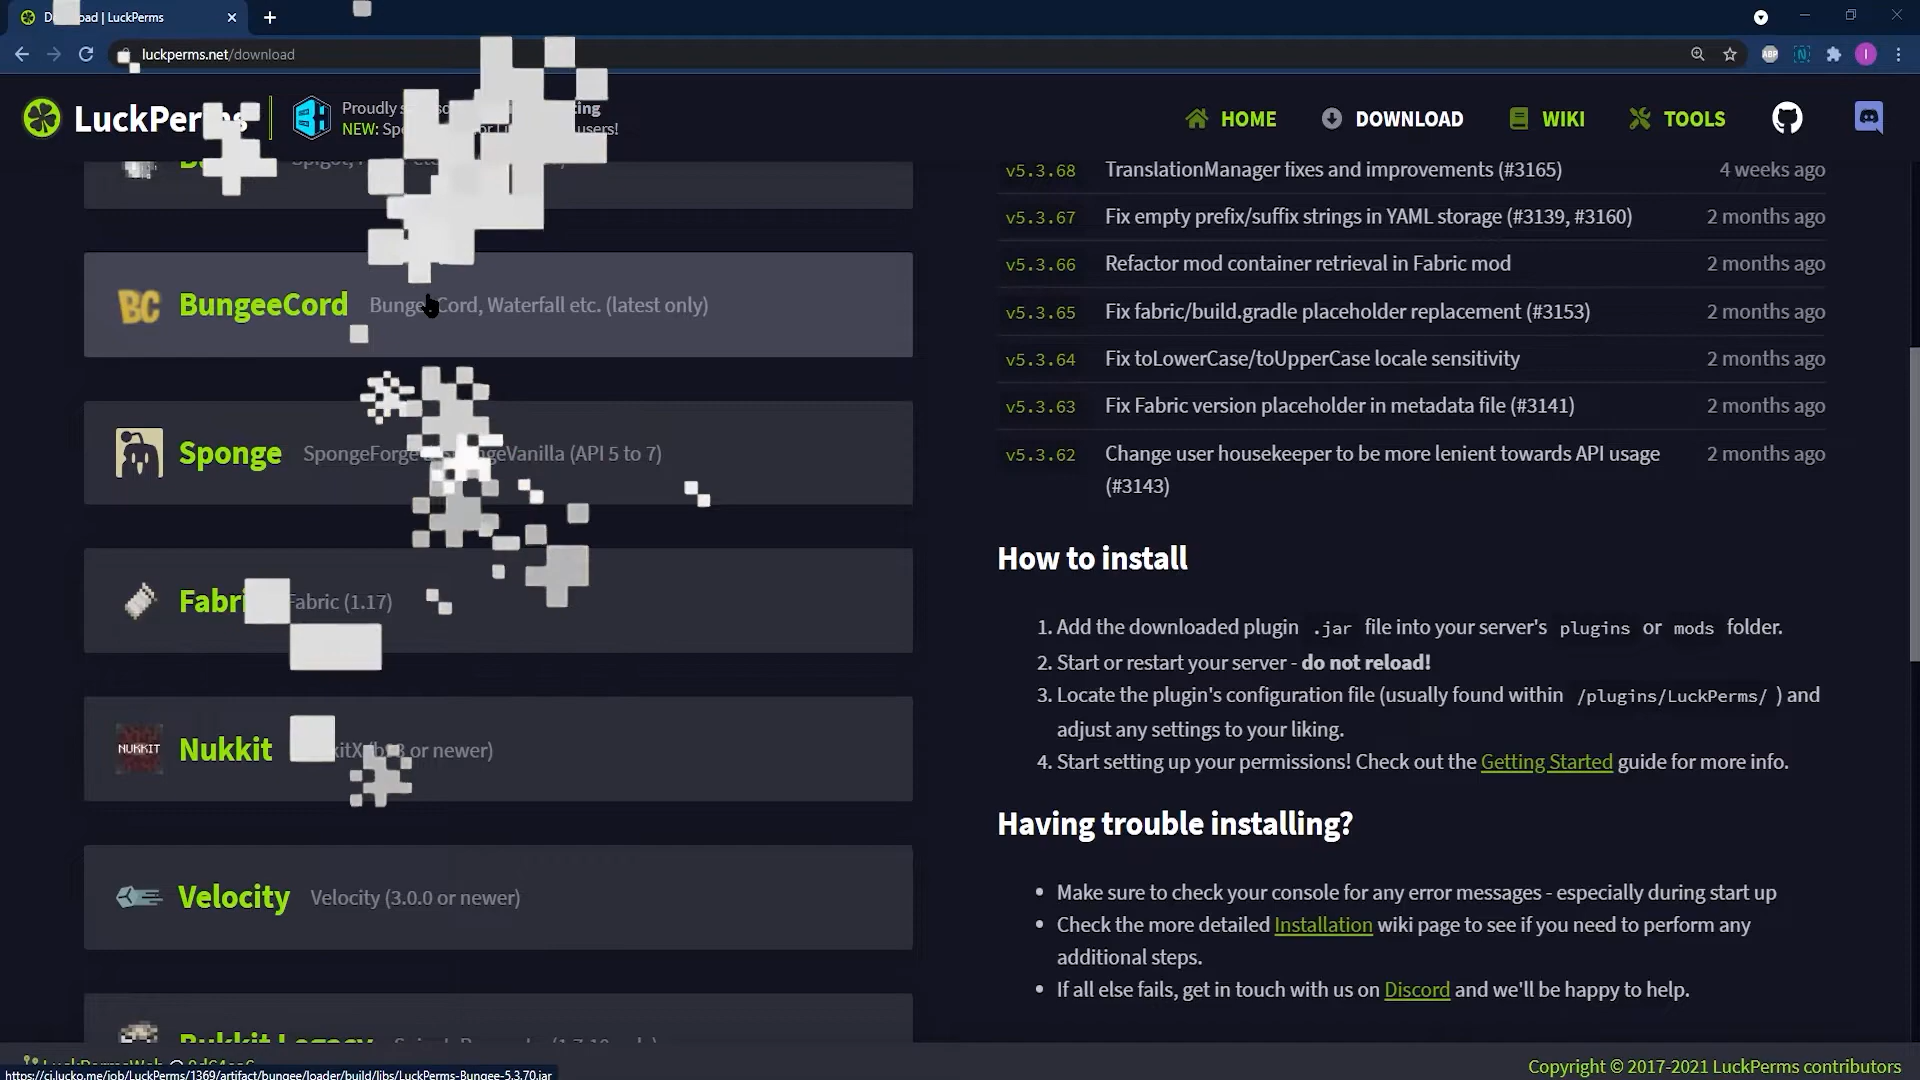 Load | LuckPerms
luckperms.net/download
LuckPerms
Proudly
NEW: users!
HOME
DOWNLOAD
WIKI
TOOLS
v5.3.68 TranslationManager fixes and improvements (#3165) 4 weeks ago
v5.3.67 Fix empty prefix/suffix strings in YAML storage (#3139, #3160) 2 months ago
v5.3.66 Refactor mod container retrieval in Fabric mod 2 months ago
v5.3.65 Fix fabric/build.gradle placeholder replacement (#3153) 2 months ago
v5.3.64 Fix toLowerCase/toUpperCase locale sensitivity 2 months ago
v5.3.63 Fix Fabric version placeholder in metadata file (#3141) 2 months ago
v5.3.62 Change user housekeeper to be more lenient towards API usage 2 months ago
(#3143)
BC BungeeCord BungeeCord, Waterfall etc. (latest only)
Sponge SpongeForge SpongeVanilla (API 5 to 7)
Fabric Fabric (1.17)
NUKKIT Nukkit or newer)
Velocity Velocity (3.0.0 or newer)
Bukkit Legacy
How to install
1. Add the downloaded plugin .jar file into your server's plugins or mods folder.
2. Start or restart your server - do not reload!
3. Locate the plugin's configuration file (usually found within /plugins/LuckPerms/ ) and
adjust any settings to your liking.
4. Start setting up your permissions! Check out the Getting Started guide for more info.
Having trouble installing?
Make sure to check your console for any error messages - especially during start up
Check the more detailed Installation wiki page to see if you need to perform any
additional steps.
If all else fails, get in touch with us on Discord and we'll be happy to help.
Copyright © 2017-2021 LuckPerms contributors
https://ci.lucko.me/job/LuckPerms/1369/artifact/bungee/loader/build/libs/LuckPerms-Bungee-5.3.70.jar